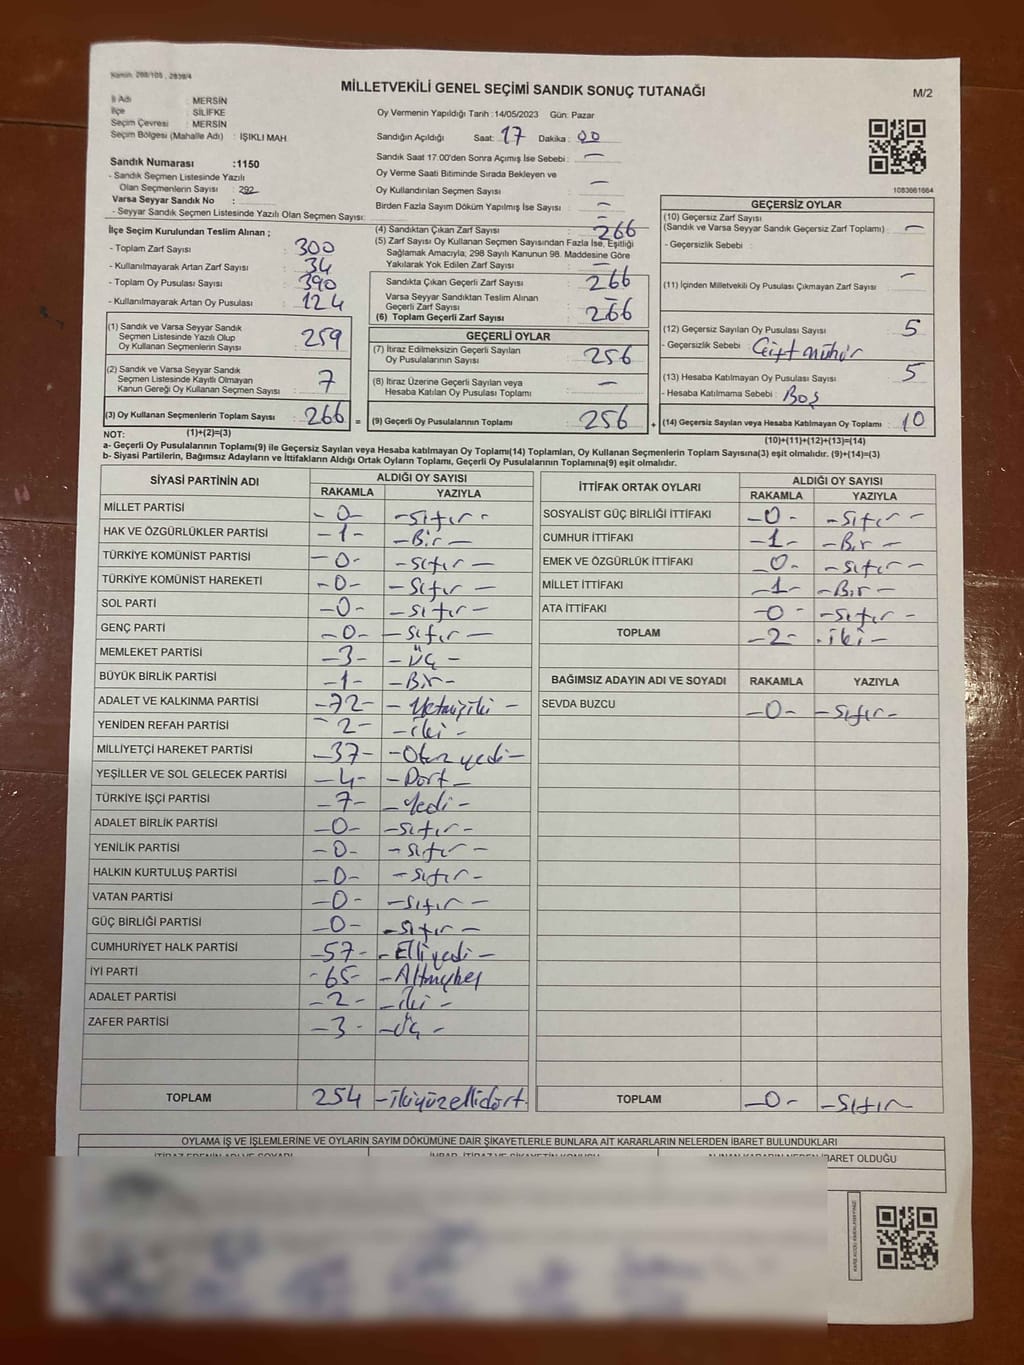 MİLLETVEKİLİ GENEL SEÇİMİ SANDIK SONUÇ TUTANAĞI
M/2
İl Adı : MERSİN
İlçe : SİLİFKE
Seçim Çevresi : MERSİN
Seçim Bölgesi (Mahalle Adı) : IŞIKLI MAH
Oy Vermenin Yapıldığı Tarih :14/05/2023 Gün: Pazar
Sandığın Açıldığı Saat: 17 Dakika : 00
Sandık Saat 17.00'den Sonra Açılmış İse Sebebi : —
Oy Verme Saati Bitiminde Sırada Bekleyen ve
Oy Kullandırılan Seçmen Sayısı : —
Birden Fazla Sayım Döküm Yapılmış İse Sayısı : —
1083661664
Sandık Numarası :1150
- Sandık Seçmen Listesinde Yazılı
Olan Seçmenlerin Sayısı : 292
Varsa Seyyar Sandık No :
- Seyyar Sandık Seçmen Listesinde Yazılı Olan Seçmen Sayısı: —
İlçe Seçim Kurulundan Teslim Alınan ;
- Toplam Zarf Sayısı : 300
- Kullanılmayarak Artan Zarf Sayısı : 34
- Toplam Oy Pusulası Sayısı : 390
- Kullanılmayarak Artan Oy Pusulası : 124
(1) Sandık ve Varsa Seyyar Sandık
Seçmen Listesinde Yazılı Olup
Oy Kullanan Seçmenlerin Sayısı : 259
(2) Sandık ve Varsa Seyyar Sandık
Seçmen Listesinde Kayıtlı Olmayan
Kanun Gereği Oy Kullanan Seçmen Sayısı : 7
(3) Oy Kullanan Seçmenlerin Toplam Sayısı : 266 =
(4) Sandıktan Çıkan Zarf Sayısı : 266
(5) Zarf Sayısı Oy Kullanan Seçmen Sayısından Fazla İse, Eşitliği
Sağlamak Amacıyla; 298 Sayılı Kanunun 98. Maddesine Göre
Yakılarak Yok Edilen Zarf Sayısı : —
Sandıkta Çıkan Geçerli Zarf Sayısı : 266
Varsa Seyyar Sandıktan Teslim Alınan
Geçerli Zarf Sayısı : —
(6) Toplam Geçerli Zarf Sayısı : 266
GEÇERLİ OYLAR
(7) İtiraz Edilmeksizin Geçerli Sayılan
Oy Pusulalarının Sayısı : 256
(8) İtiraz Üzerine Geçerli Sayılan veya
Hesaba Katılan Oy Pusulaları Toplamı : —
(9) Geçerli Oy Pusulalarının Toplamı : 256 +
GEÇERSİZ OYLAR
(10) Geçersiz Zarf Sayısı
(Sandık ve Varsa Seyyar Sandık Geçersiz Zarf Toplamı) : —
- Geçersizlik Sebebi :
(11) İçinden Milletvekili Oy Pusulası Çıkmayan Zarf Sayısı : —
(12) Geçersiz Sayılan Oy Pusulası Sayısı : 5
- Geçersizlik Sebebi : Çift mühür
(13) Hesaba Katılmayan Oy Pusulası Sayısı : 5
- Hesaba Katılmama Sebebi : Boş
(14) Geçersiz Sayılan veya Hesaba Katılmayan Oy Toplamı : 10
NOT: (1)+(2)=(3) (10)+(11)+(12)+(13)=(14)
a- Geçerli Oy Pusulalarının Toplamı(9) ile Geçersiz Sayılan veya Hesaba katılmayan Oy Toplamı(14) Toplamları, Oy Kullanan Seçmenlerin Toplam Sayısına(3) eşit olmalıdır. (9)+(14)=(3)
b- Siyasi Partilerin, Bağımsız Adayların ve İttifakların Aldığı Oyların Toplamı, Geçerli Oy Pusulalarının Toplamına(9) eşit olmalıdır.
SİYASİ PARTİNİN ADI ALDIĞI OY SAYISI
RAKAMLA YAZIYLA
MİLLET PARTİSİ -0- -Sıfır-
HAK VE ÖZGÜRLÜKLER PARTİSİ -1- -Bir-
TÜRKİYE KOMÜNİST PARTİSİ -0- -Sıfır-
TÜRKİYE KOMÜNİST HAREKETİ -0- -Sıfır-
SOL PARTİ -0- -Sıfır-
GENÇ PARTİ -0- -Sıfır-
MEMLEKET PARTİSİ -3- -Üç-
BÜYÜK BİRLİK PARTİSİ -1- -Bir-
ADALET VE KALKINMA PARTİSİ -72- -Yetmişiki-
YENİDEN REFAH PARTİSİ -2- -iki-
MİLLİYETÇİ HAREKET PARTİSİ -37- -Otuzyedi-
YEŞİLLER VE SOL GELECEK PARTİSİ -4- -Dört-
TÜRKİYE İŞÇİ PARTİSİ -7- -Yedi-
ADALET BİRLİK PARTİSİ -0- -Sıfır-
YENİLİK PARTİSİ -0- -Sıfır-
HALKIN KURTULUŞ PARTİSİ -0- -Sıfır-
VATAN PARTİSİ -0- -Sıfır-
GÜÇ BİRLİĞİ PARTİSİ -0- -Sıfır-
CUMHURİYET HALK PARTİSİ -57- -Elliyedi-
İYİ PARTİ -65- -Altmışbeş
ADALET PARTİSİ -2- -iki-
ZAFER PARTİSİ -3- -Üç-
TOPLAM 254 -ikiyüzellidört-
İTTİFAK ORTAK OYLARI ALDIĞI OY SAYISI
RAKAMLA YAZIYLA
SOSYALİST GÜÇ BİRLİĞİ İTTİFAKI -0- -Sıfır-
CUMHUR İTTİFAKI -1- -Bir-
EMEK VE ÖZGÜRLÜK İTTİFAKI -0- -Sıfır-
MİLLET İTTİFAKI -1- -Bir-
ATA İTTİFAKI -0- -Sıfır-
TOPLAM -2- -iki-
BAĞIMSIZ ADAYIN ADI VE SOYADI RAKAMLA YAZIYLA
SEVDA BUZCU -0- -Sıfır-
TOPLAM -0- -Sıfır-
OYLAMA İŞ VE İŞLEMLERİNE VE OYLARIN SAYIM DÖKÜMÜNE DAİR ŞİKAYETLERLE BUNLARA AİT KARARLARIN NELERDEN İBARET BULUNDUKLARI